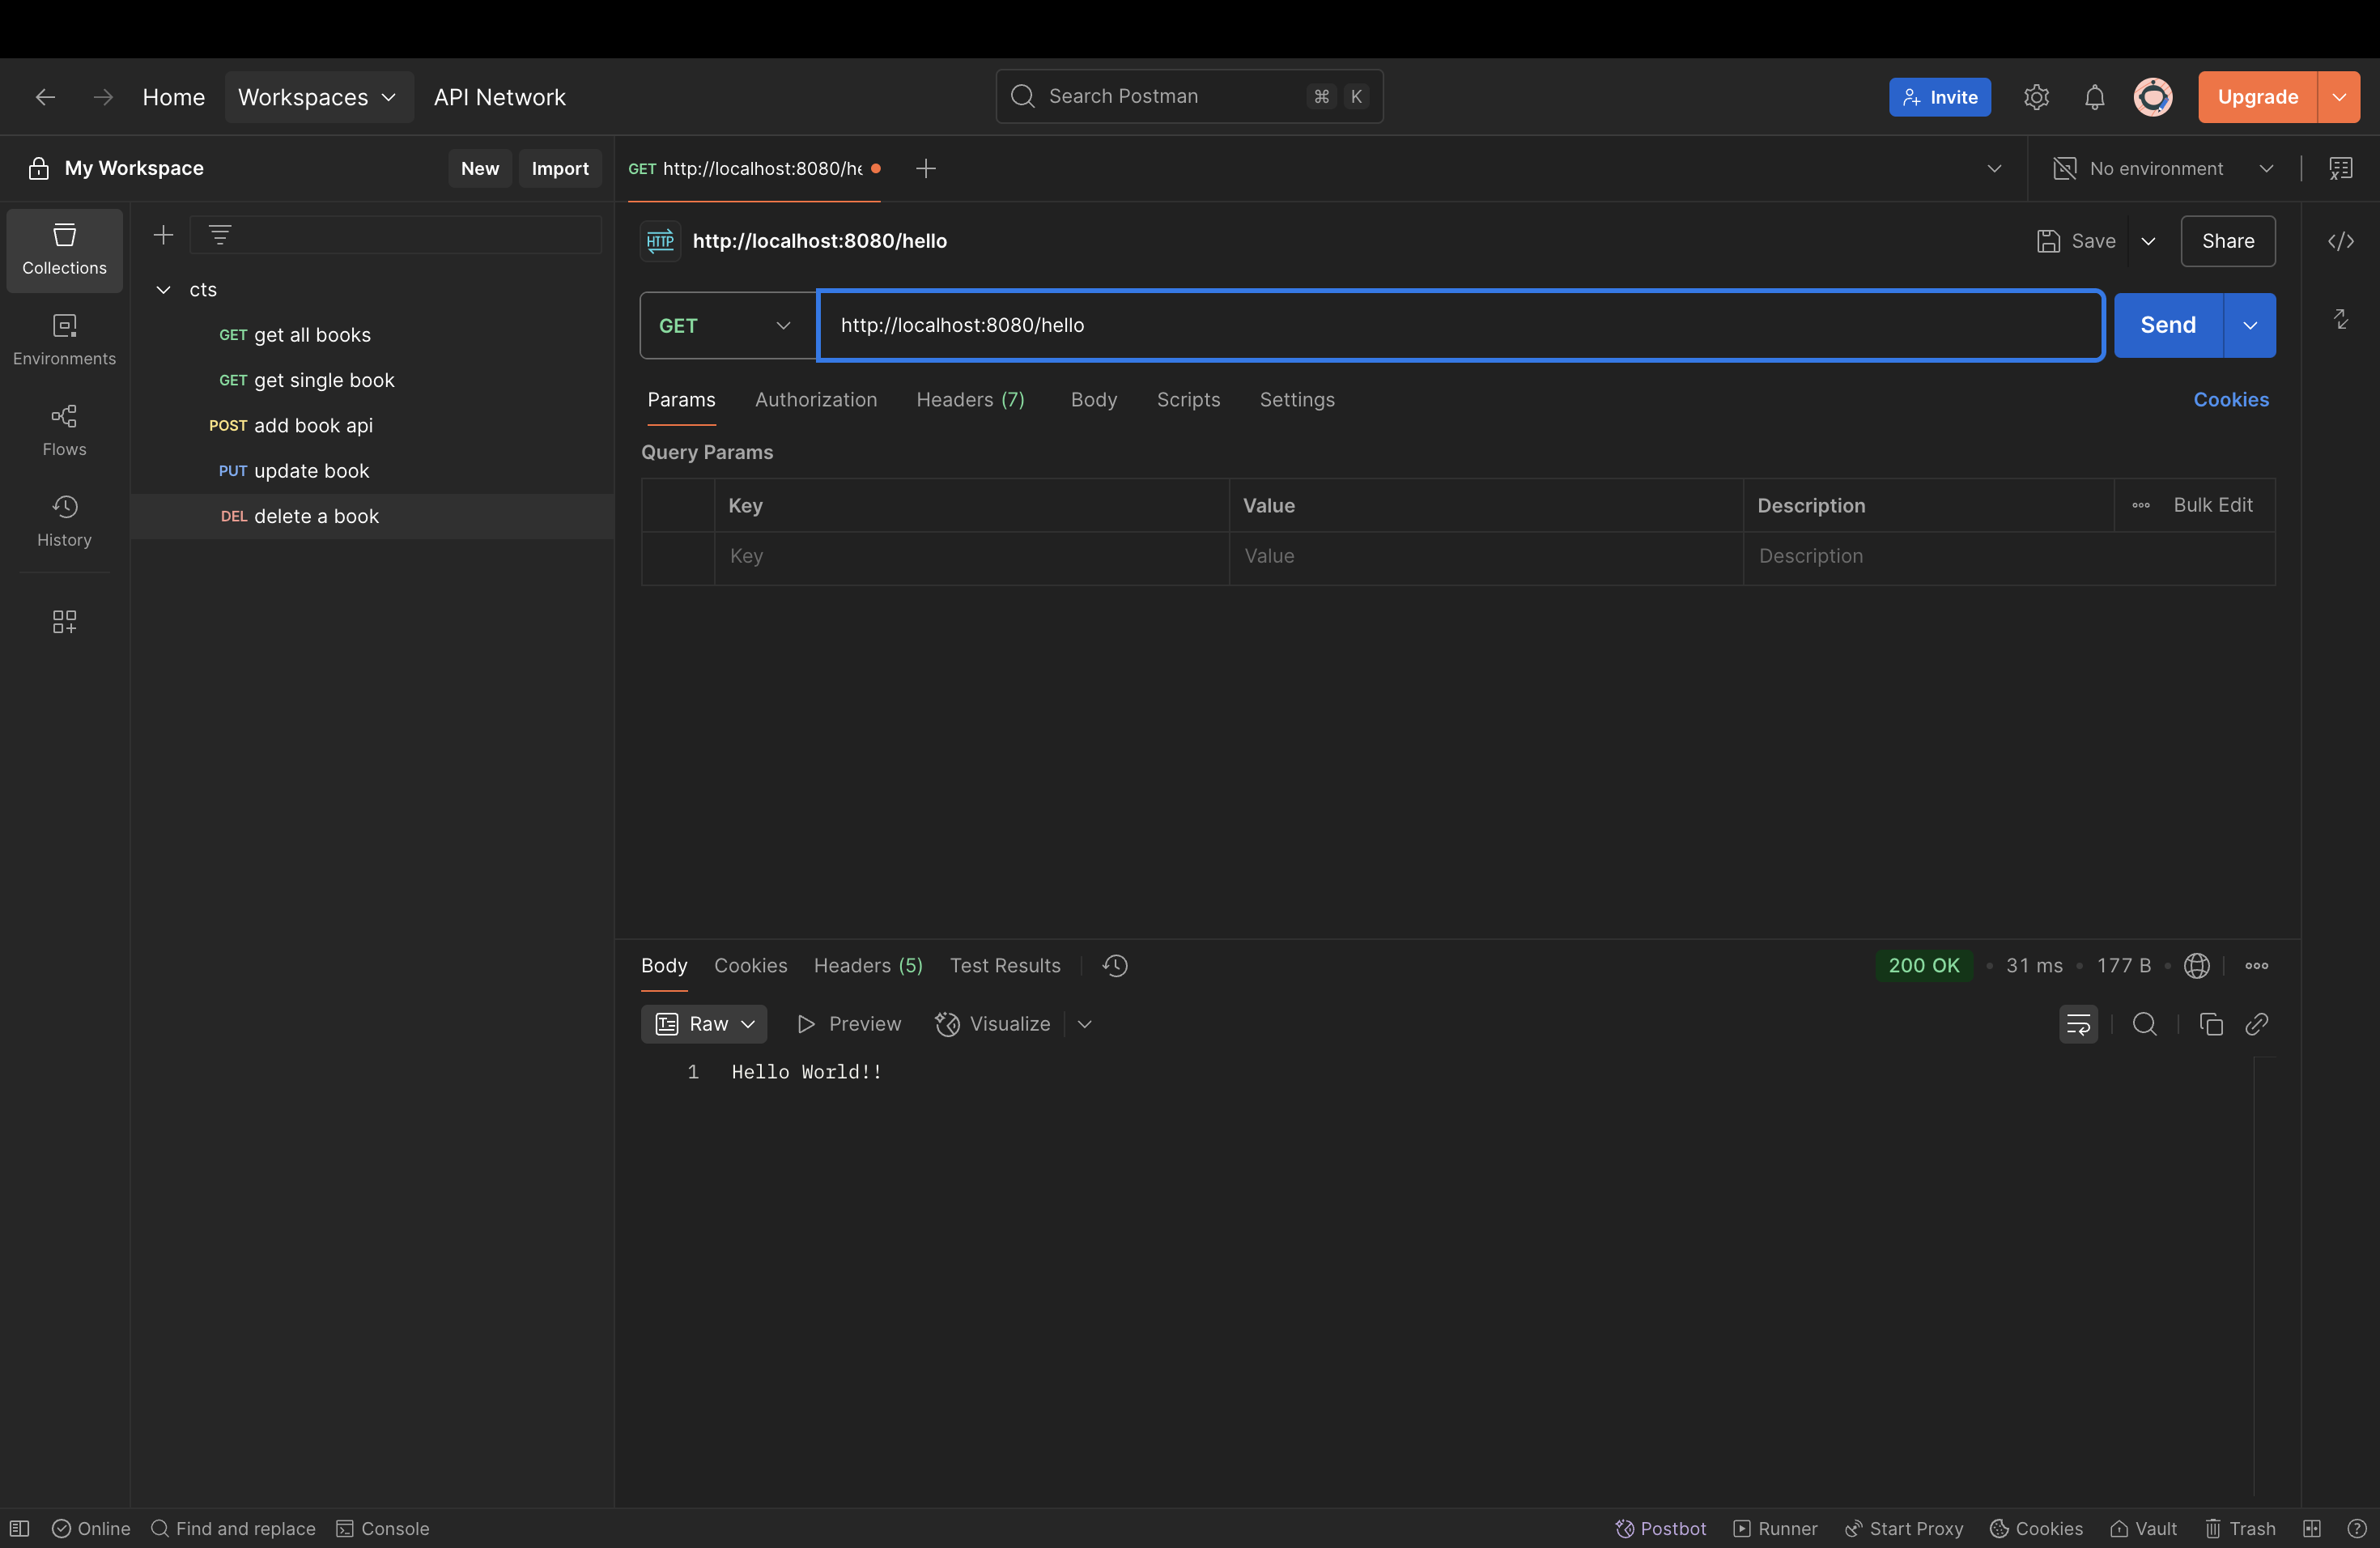 Home Workspaces API Network Search Postman ⌘ K Invite Upgrade
My Workspace New Import GET http://localhost:8080/he No environment
Collections
Environments
Flows
History
cts
GET get all books
GET get single book
POST add book api
PUT update book
DEL delete a book
HTTP http://localhost:8080/hello Save Share
GET http://localhost:8080/hello Send
Params Authorization Headers (7) Body Scripts Settings Cookies
Query Params
Key Value Description Bulk Edit
Key Value Description
Body Cookies Headers (5) Test Results 200 OK • 31 ms • 177 B •
Raw Preview Visualize
1 Hello World!!
Online Find and replace Console Postbot Runner Start Proxy Cookies Vault Trash